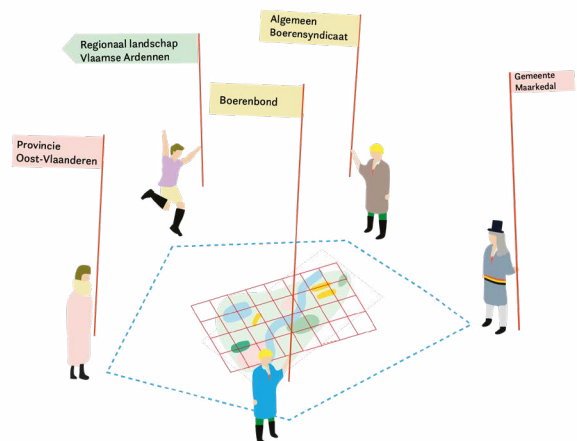 Algemeen
Boerensyndicaat
Regionaal landschap
Vlaamse Ardennen
Gemeente
Maarkedal
Boerenbond
Provincie
Oost-Vlaanderen